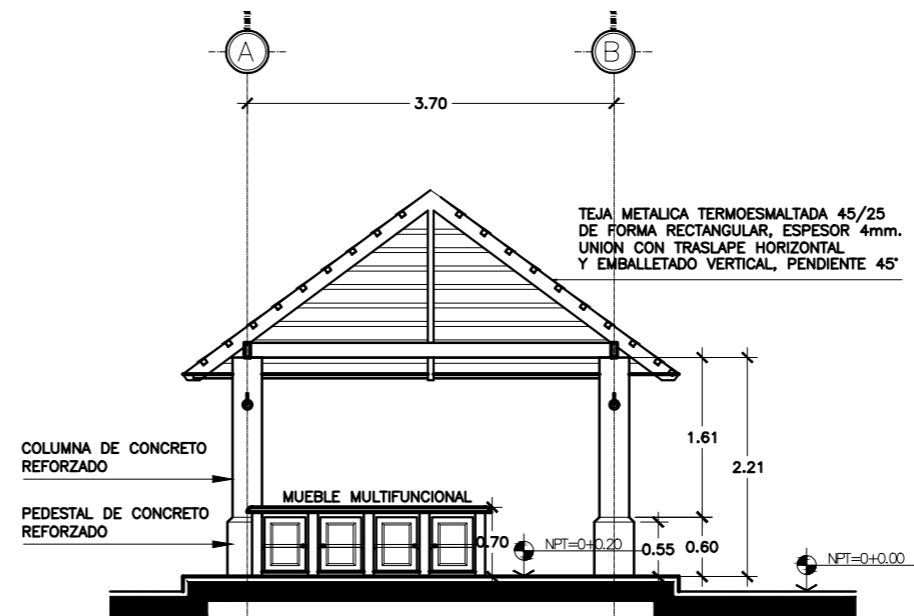 A B
3.70
TEJA METALICA TERMOESMALTADA 45/25
DE FORMA RECTANGULAR, ESPESOR 4mm.
UNION CON TRASLAPE HORIZONTAL
Y EMBALLETADO VERTICAL, PENDIENTE 45°
1.61
2.21
COLUMNA DE CONCRETO
REFORZADO
MUEBLE MULTIFUNCIONAL
PEDESTAL DE CONCRETO
REFORZADO
0.70 NPT=0+0.20 0.55 0.60 NPT=0+0.00